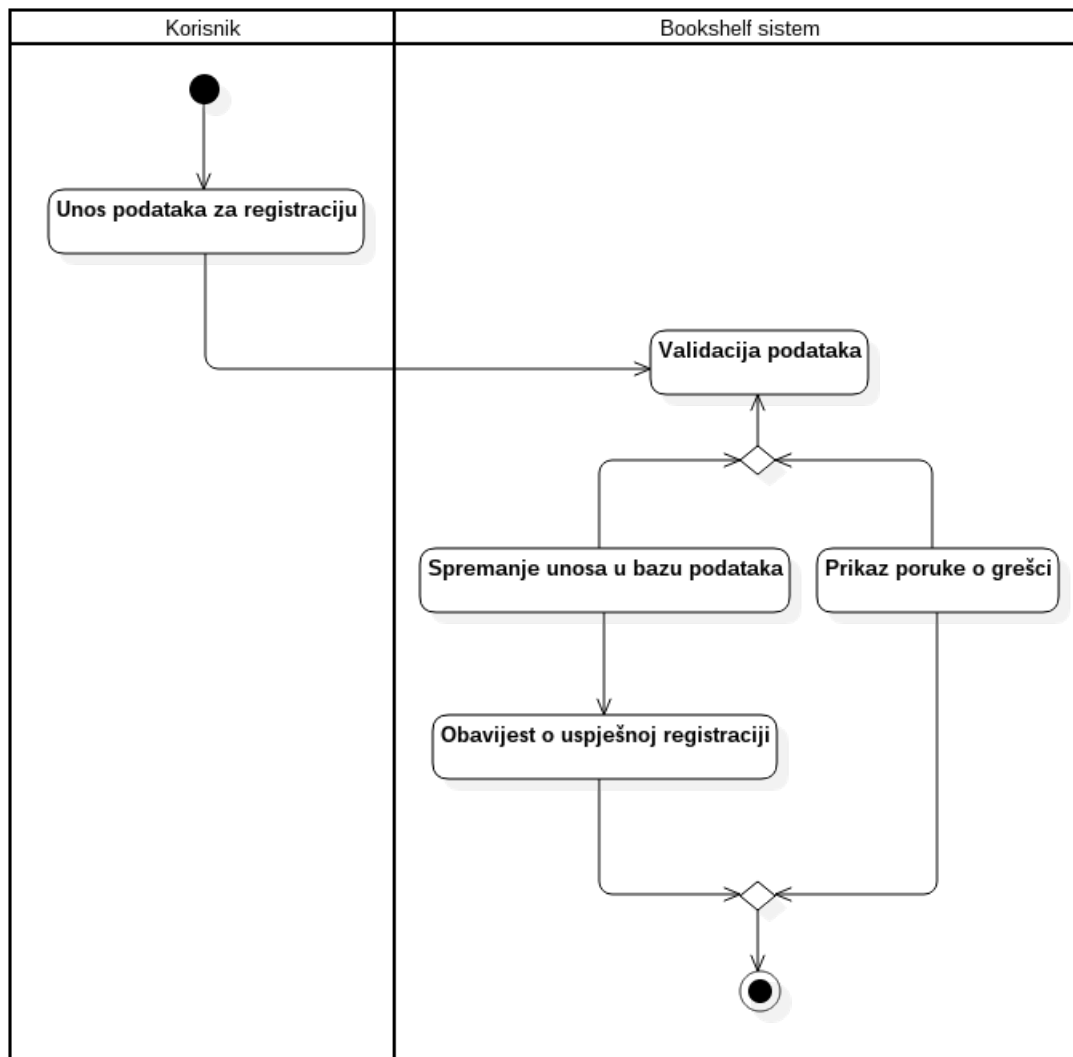 Korisnik
Bookshelf sistem
Unos podataka za registraciju
Validacija podataka
Spremanje unosa u bazu podataka
Prikaz poruke o grešci
Obavijest o uspješnoj registraciji